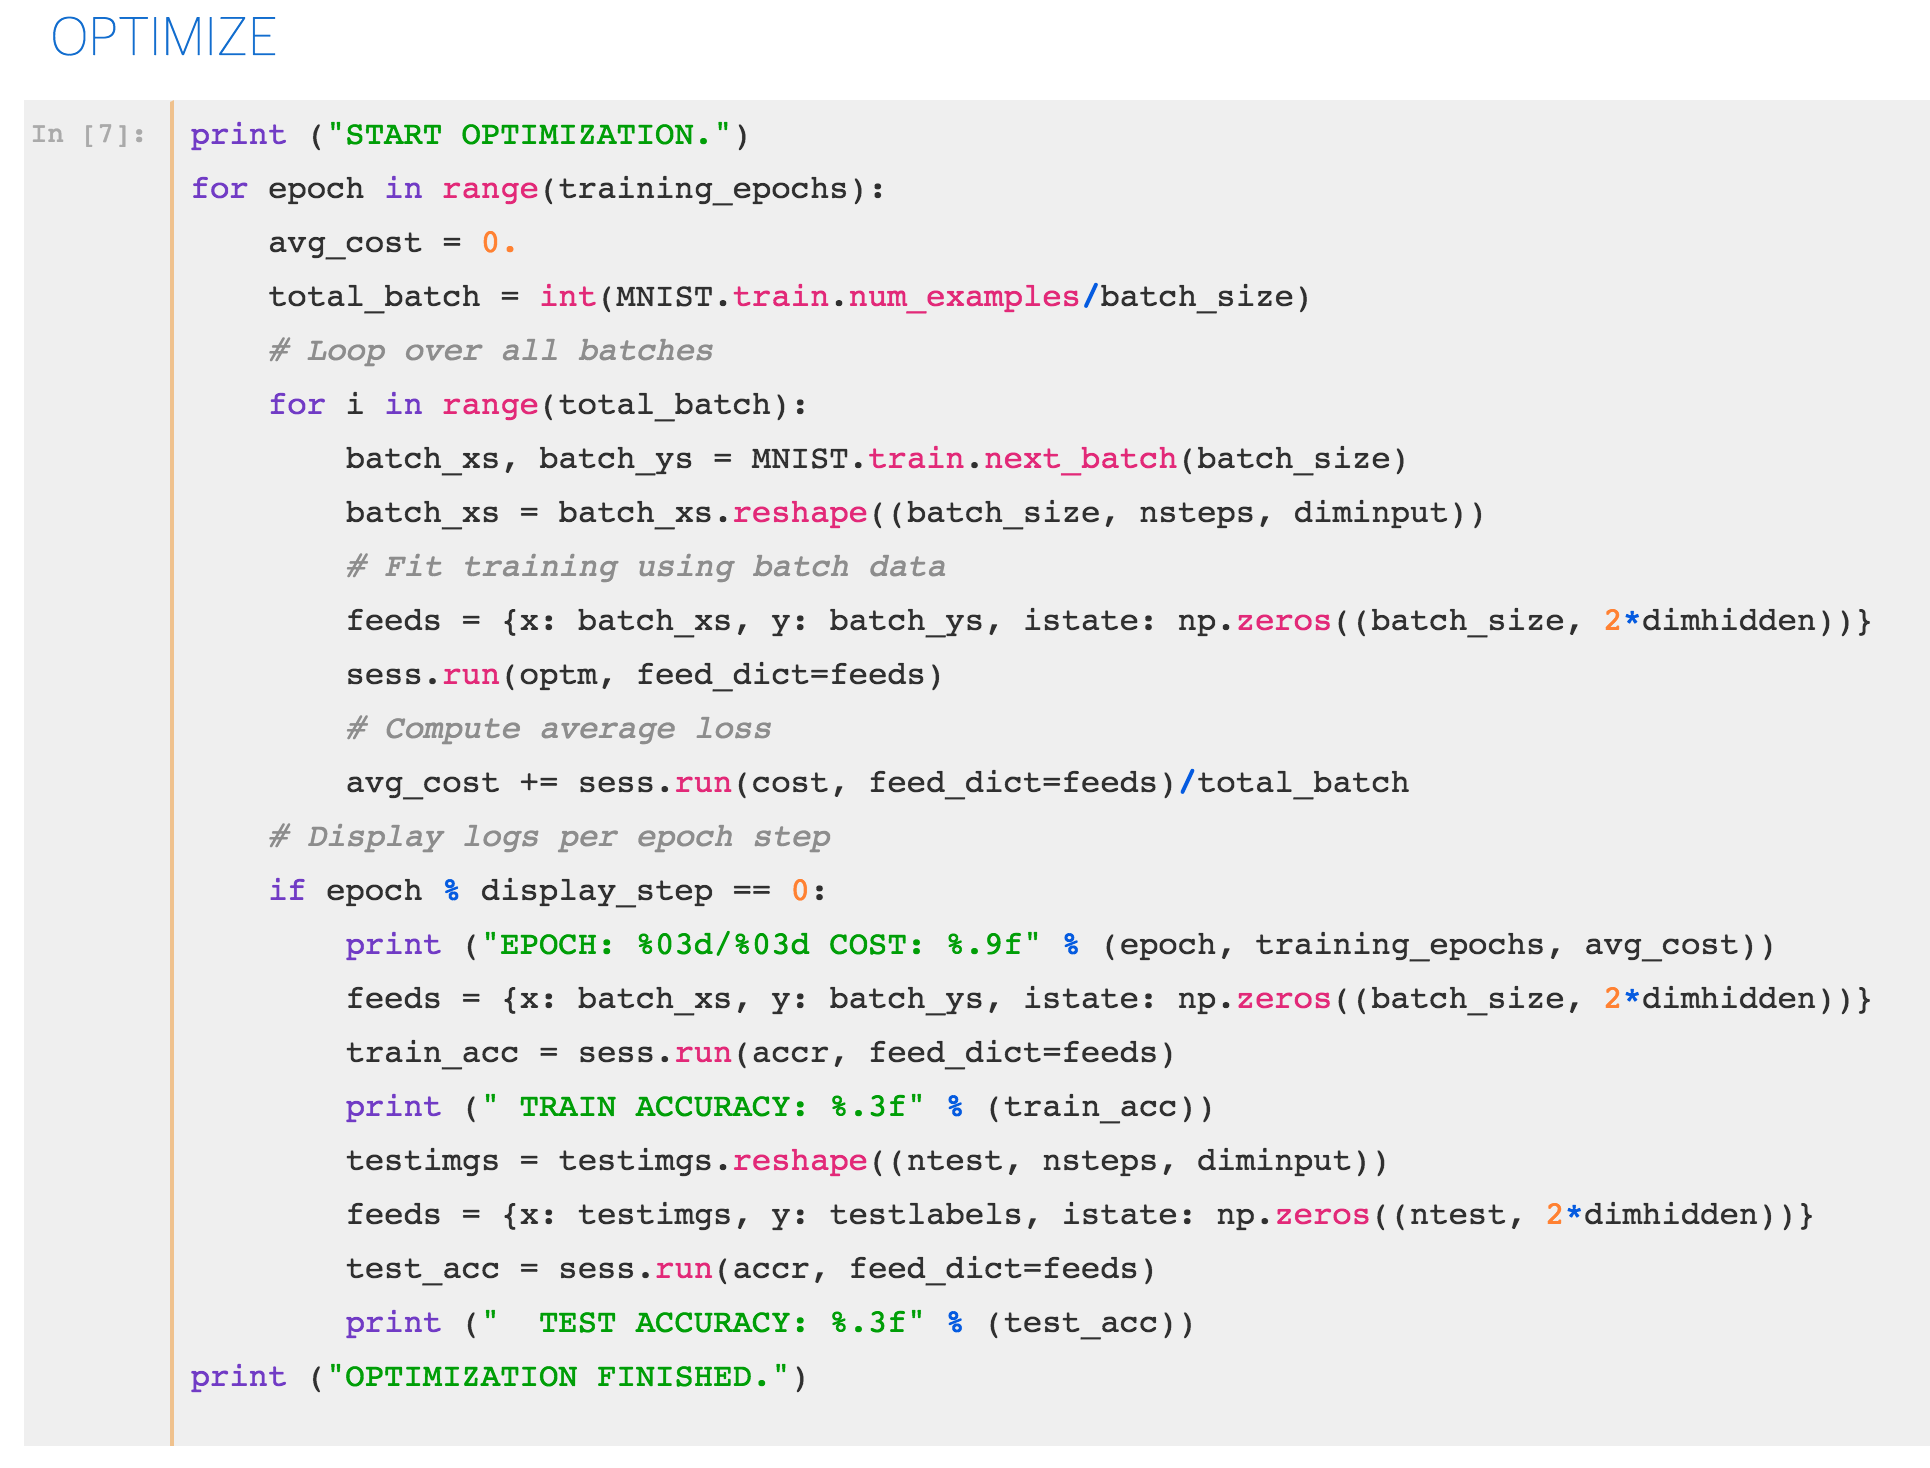 OPTIMIZE
In [7]:
print ("START OPTIMIZATION.")
for epoch in range(training_epochs):
    avg_cost = 0.
    total_batch = int(MNIST.train.num_examples/batch_size)
    # Loop over all batches
    for i in range(total_batch):
        batch_xs, batch_ys = MNIST.train.next_batch(batch_size)
        batch_xs = batch_xs.reshape((batch_size, nsteps, diminput))
        # Fit training using batch data
        feeds = {x: batch_xs, y: batch_ys, istate: np.zeros((batch_size, 2*dimhidden))}
        sess.run(optm, feed_dict=feeds)
        # Compute average loss
        avg_cost += sess.run(cost, feed_dict=feeds)/total_batch
    # Display logs per epoch step
    if epoch % display_step == 0:
        print ("EPOCH: %03d/%03d COST: %.9f" % (epoch, training_epochs, avg_cost))
        feeds = {x: batch_xs, y: batch_ys, istate: np.zeros((batch_size, 2*dimhidden))}
        train_acc = sess.run(accr, feed_dict=feeds)
        print (" TRAIN ACCURACY: %.3f" % (train_acc))
        testimgs = testimgs.reshape((ntest, nsteps, diminput))
        feeds = {x: testimgs, y: testlabels, istate: np.zeros((ntest, 2*dimhidden))}
        test_acc = sess.run(accr, feed_dict=feeds)
        print ("  TEST ACCURACY: %.3f" % (test_acc))
print ("OPTIMIZATION FINISHED.")